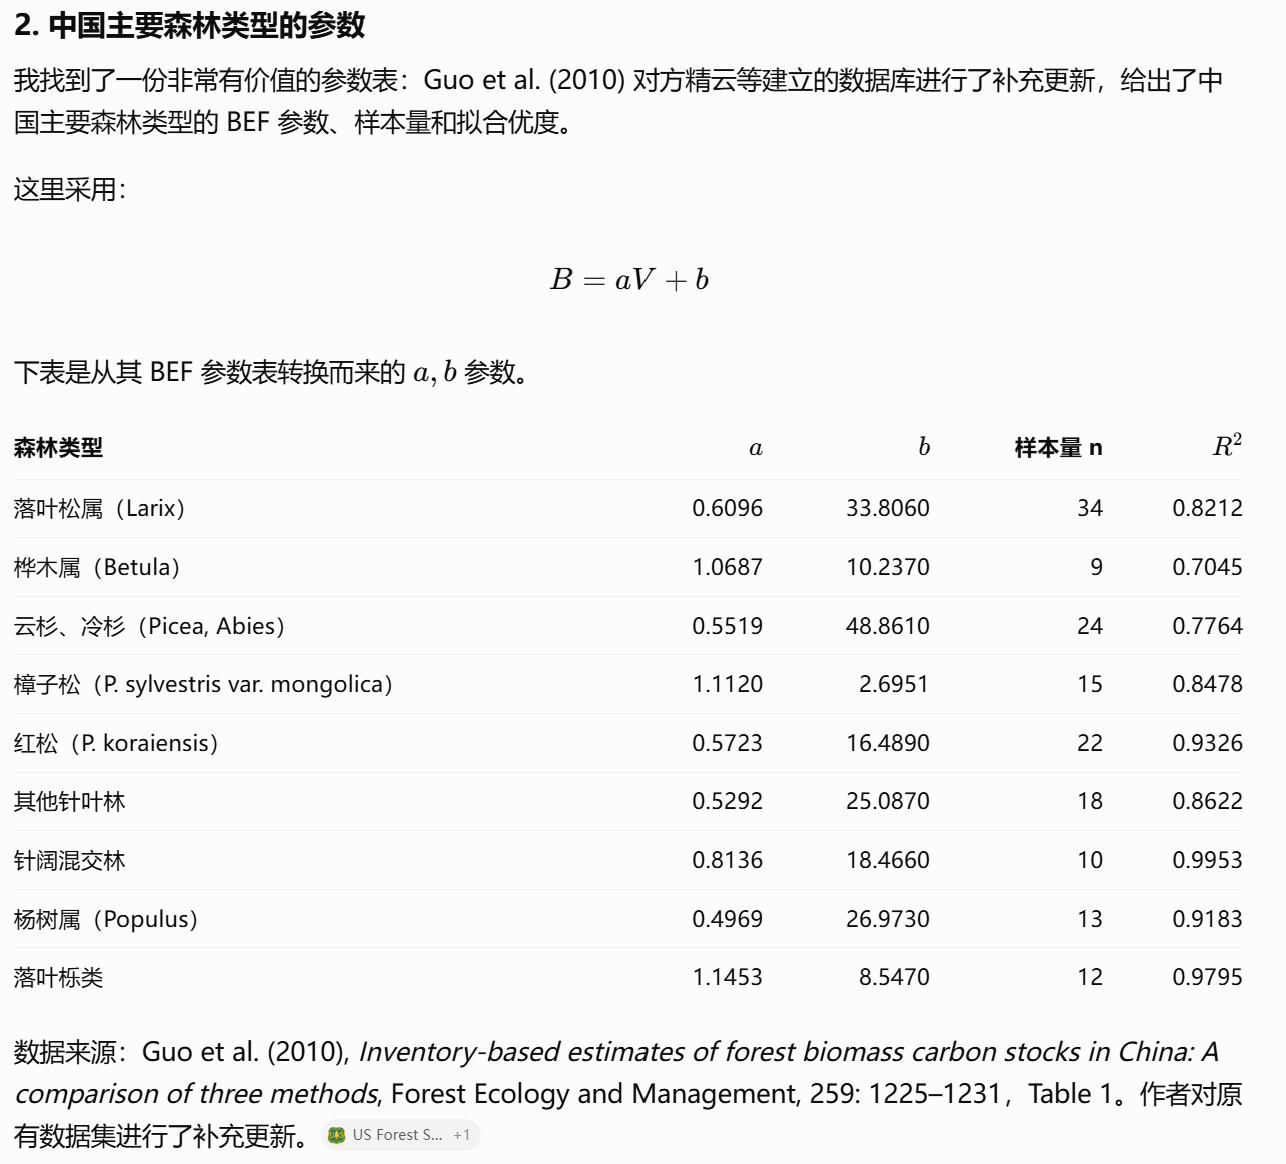 2. 中国主要森林类型的参数
我找到了一份非常有价值的参数表：Guo et al. (2010) 对方精云等建立的数据库进行了补充更新，给出了中
国主要森林类型的 BEF 参数、样本量和拟合优度。
这里采用：
B = aV + b
下表是从其 BEF 参数表转换而来的 a, b 参数。
森林类型 a b 样本量 n R²
落叶松属（Larix） 0.6096 33.8060 34 0.8212
桦木属（Betula） 1.0687 10.2370 9 0.7045
云杉、冷杉（Picea, Abies） 0.5519 48.8610 24 0.7764
樟子松（P. sylvestris var. mongolica） 1.1120 2.6951 15 0.8478
红松（P. koraiensis） 0.5723 16.4890 22 0.9326
其他针叶林 0.5292 25.0870 18 0.8622
针阔混交林 0.8136 18.4660 10 0.9953
杨树属（Populus） 0.4969 26.9730 13 0.9183
落叶栎类 1.1453 8.5470 12 0.9795
数据来源：Guo et al. (2010), Inventory-based estimates of forest biomass carbon stocks in China: A
comparison of three methods, Forest Ecology and Management, 259: 1225–1231，Table 1。作者对原
有数据集进行了补充更新。 US Forest S... +1